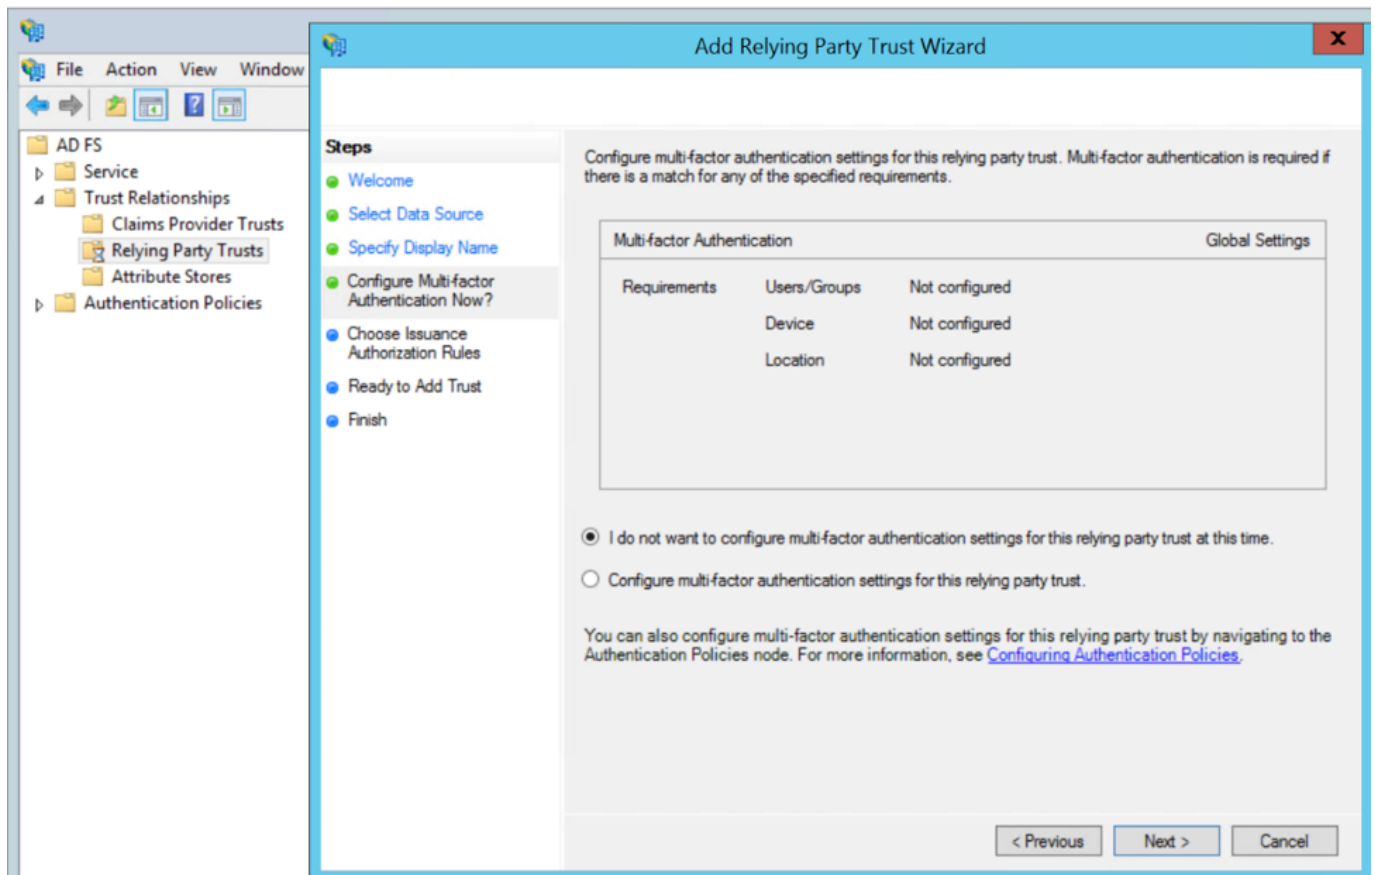 Add Relying Party Trust Wizard
X
File Action View Window
AD FS
Service
Trust Relationships
Claims Provider Trusts
Relying Party Trusts
Attribute Stores
Authentication Policies
Steps
Welcome
Select Data Source
Specify Display Name
Configure Multi-factor
Authentication Now?
Choose Issuance
Authorization Rules
Ready to Add Trust
Finish
Configure multi-factor authentication settings for this relying party trust. Multi-factor authentication is required if
there is a match for any of the specified requirements.
Multi-factor Authentication Global Settings
Requirements Users/Groups Not configured
Device Not configured
Location Not configured
I do not want to configure multi-factor authentication settings for this relying party trust at this time.
Configure multi-factor authentication settings for this relying party trust.
You can also configure multi-factor authentication settings for this relying party trust by navigating to the
Authentication Policies node. For more information, see Configuring Authentication Policies.
< Previous Next > Cancel